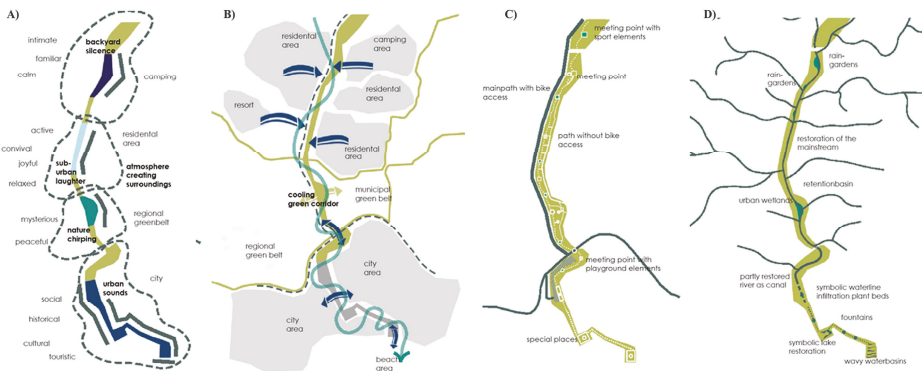 A)
intimate
backyard
silcence
familiar
calm
camping
active
residental
area
convival
joyful
sub-
urban
laughter
atmosphere
creating
surroundings
relaxed
mysterious
nature
chirping
regional
greenbelt
peaceful
city
urban
sounds
social
historical
cultural
touristic
B)
residental
area
camping
area
residental
area
resort
residental
area
cooling
green corridor
municipal
green belt
regional
green belt
city
area
city
area
beach
area
C)
meeting point with
sport elements
meeting point
mainpath with bike
access
path without bike
access
meeting point with
playground elements
special places
D)
rain-
gardens
rain-
gardens
restoration of the
mainstream
retentionbasin
urban wetlands
partly restored
river as canal
symbolic waterline
infiltration plant beds
fountains
symbolic lake
restoration
wavy waterbasins